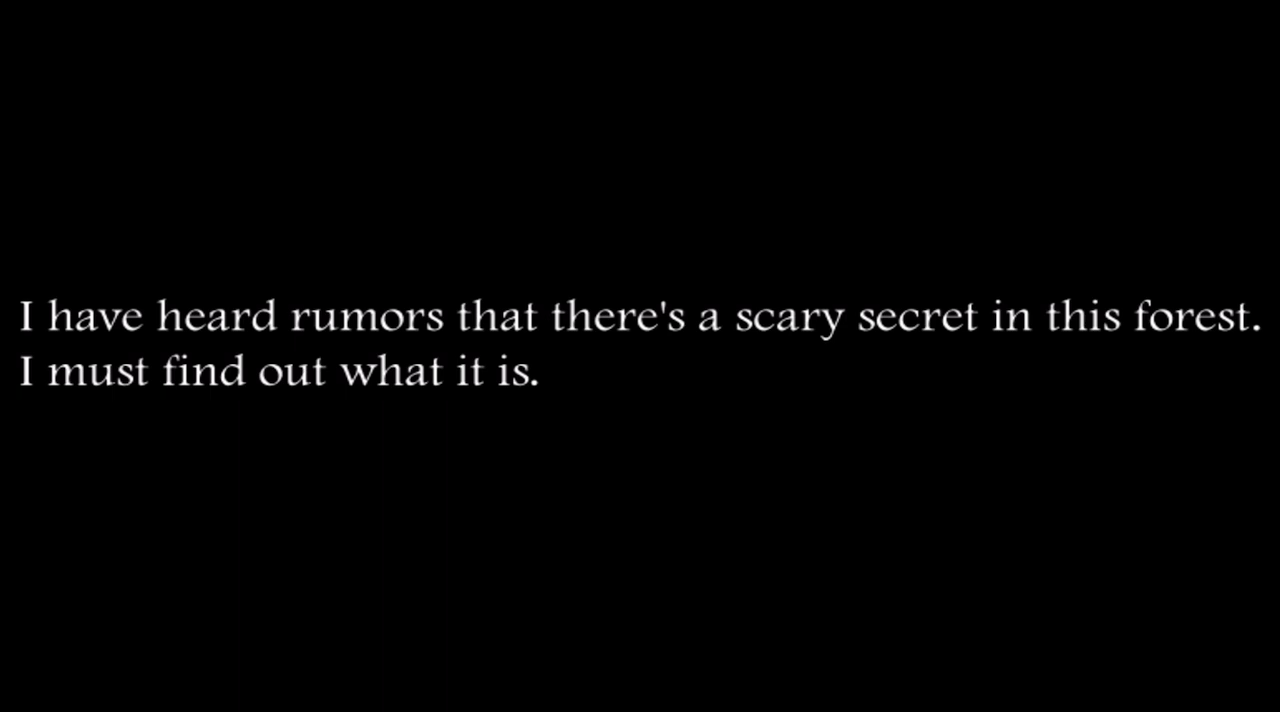 I have heard rumors that there's a scary secret in this forest.
I must find out what it is.